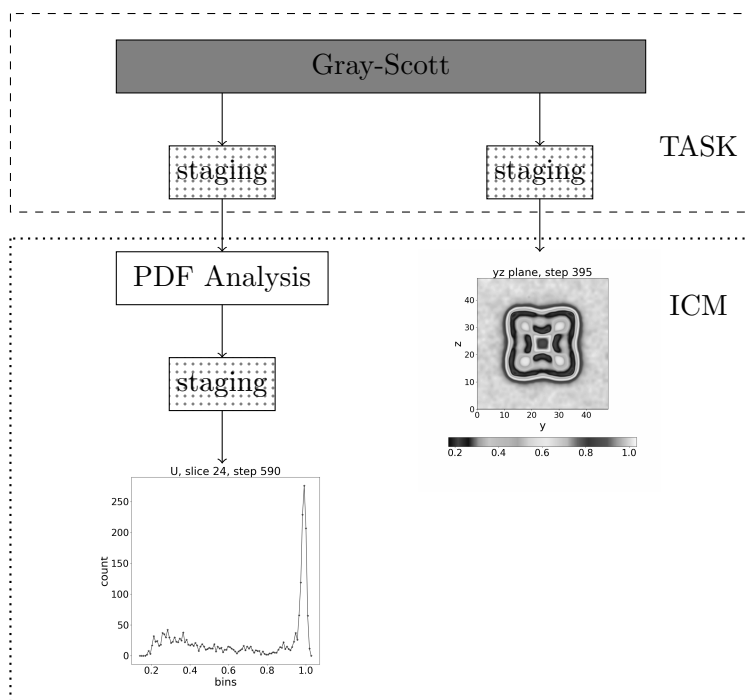 Gray-Scott
TASK
staging
staging
PDF Analysis
ICM
yz plane, step 395
40
30
20
10
0
z
0 10 20 30 40
y
0.2 0.4 0.6 0.8 1.0
staging
U, slice 24, step 590
250
200
150
100
50
0
count
0.2 0.4 0.6 0.8 1.0
bins